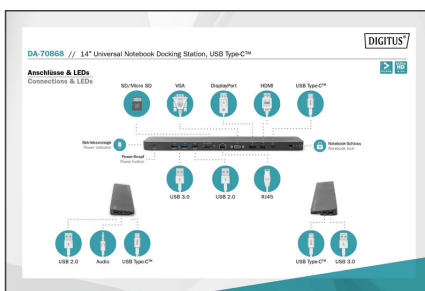 DIGITUS®
DA-70868 // 14" Universal Notebook Docking Station, USB Type-C™
Anschlüsse & LEDs
Connections & LEDs
SD/Micro SD
VGA
DisplayPort
HDMI
USB Type-C™
Betriebsanzeige
Power indicator
Power-Knopf
Power button
Notebook-Schloss
Notebook lock
USB 3.0
USB 2.0
RJ45
USB 2.0
Audio
USB Type-C™
USB Type-C™
USB 3.0